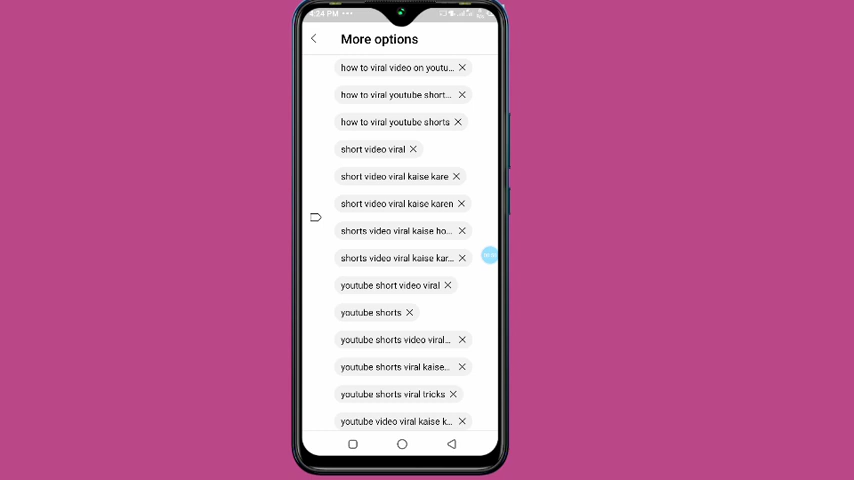 4:24 PM
More options
how to viral video on youtu...
how to viral youtube short...
how to viral youtube shorts
short video viral
short video viral kaise kare
short video viral kaise karen
shorts video viral kaise ho...
shorts video viral kaise kar...
youtube short video viral
youtube shorts
youtube shorts video viral...
youtube shorts viral kaise...
youtube shorts viral tricks
youtube video viral kaise k...